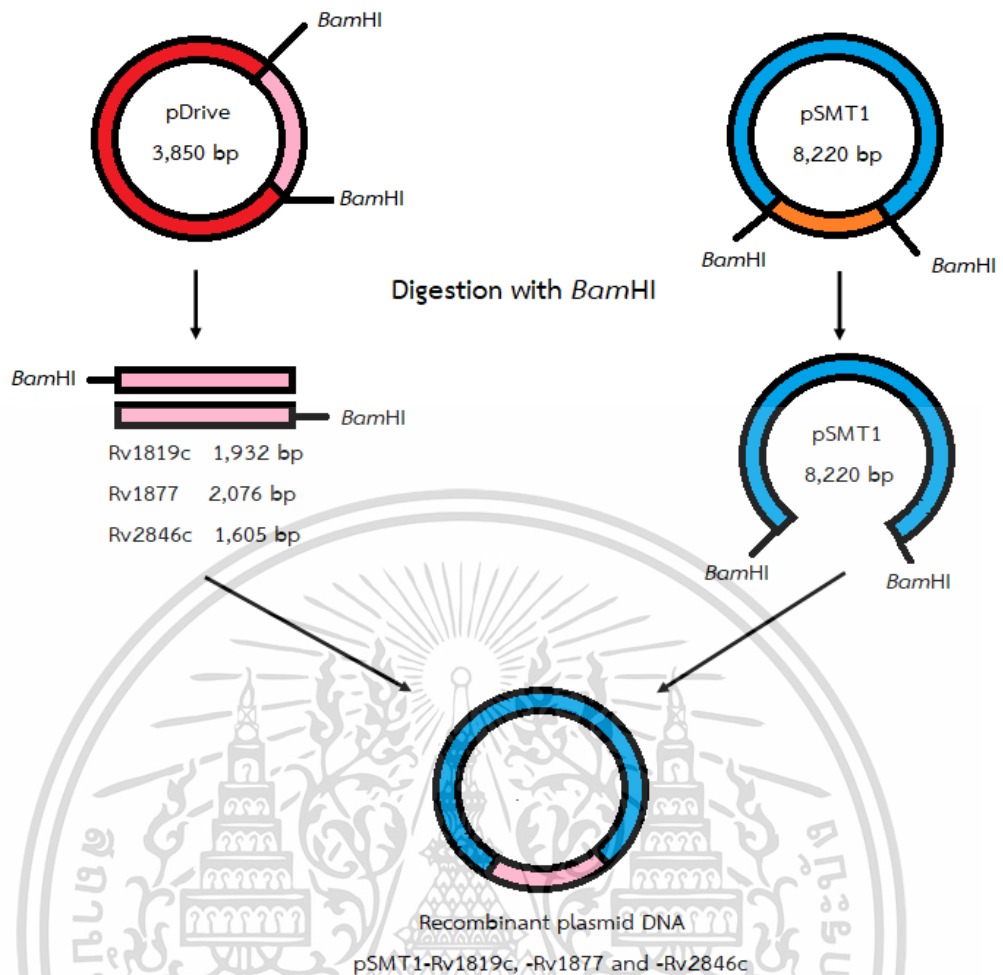 BamHI
pDrive
3,850 bp
BamHI
pSMT1
8,220 bp
BamHI
BamHI
Digestion with BamHI
BamHI
BamHI
Rv1819c 1,932 bp
Rv1877 2,076 bp
Rv2846c 1,605 bp
pSMT1
8,220 bp
BamHI
BamHI
Recombinant plasmid DNA
pSMT1-Rv1819c, -Rv1877 and -Rv2846c